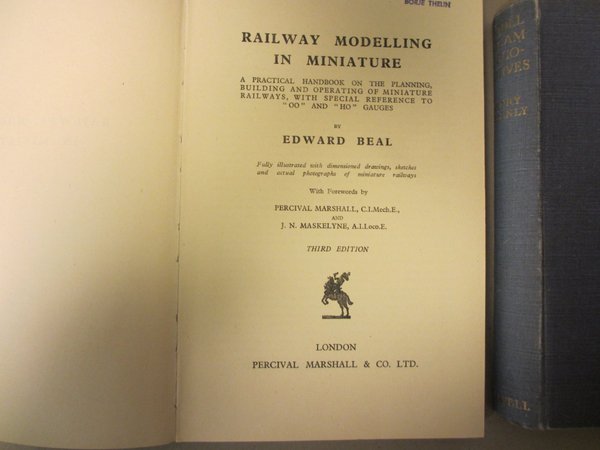 BORJE THELIN
RAILWAY MODELLING
IN MINIATURE
A PRACTICAL HANDBOOK ON THE PLANNING,
BUILDING AND OPERATING OF MINIATURE
RAILWAYS, WITH SPECIAL REFERENCE TO
"OO" AND "HO" GAUGES
BY
EDWARD BEAL
Fully illustrated with dimensioned drawings, sketches
and actual photographs of miniature railways
With Forewords by
PERCIVAL MARSHALL, C.I.Mech.E.,
AND
J. N. MASKELYNE, A.I.Loco.E.
THIRD EDITION
LONDON
PERCIVAL MARSHALL & CO. LTD.